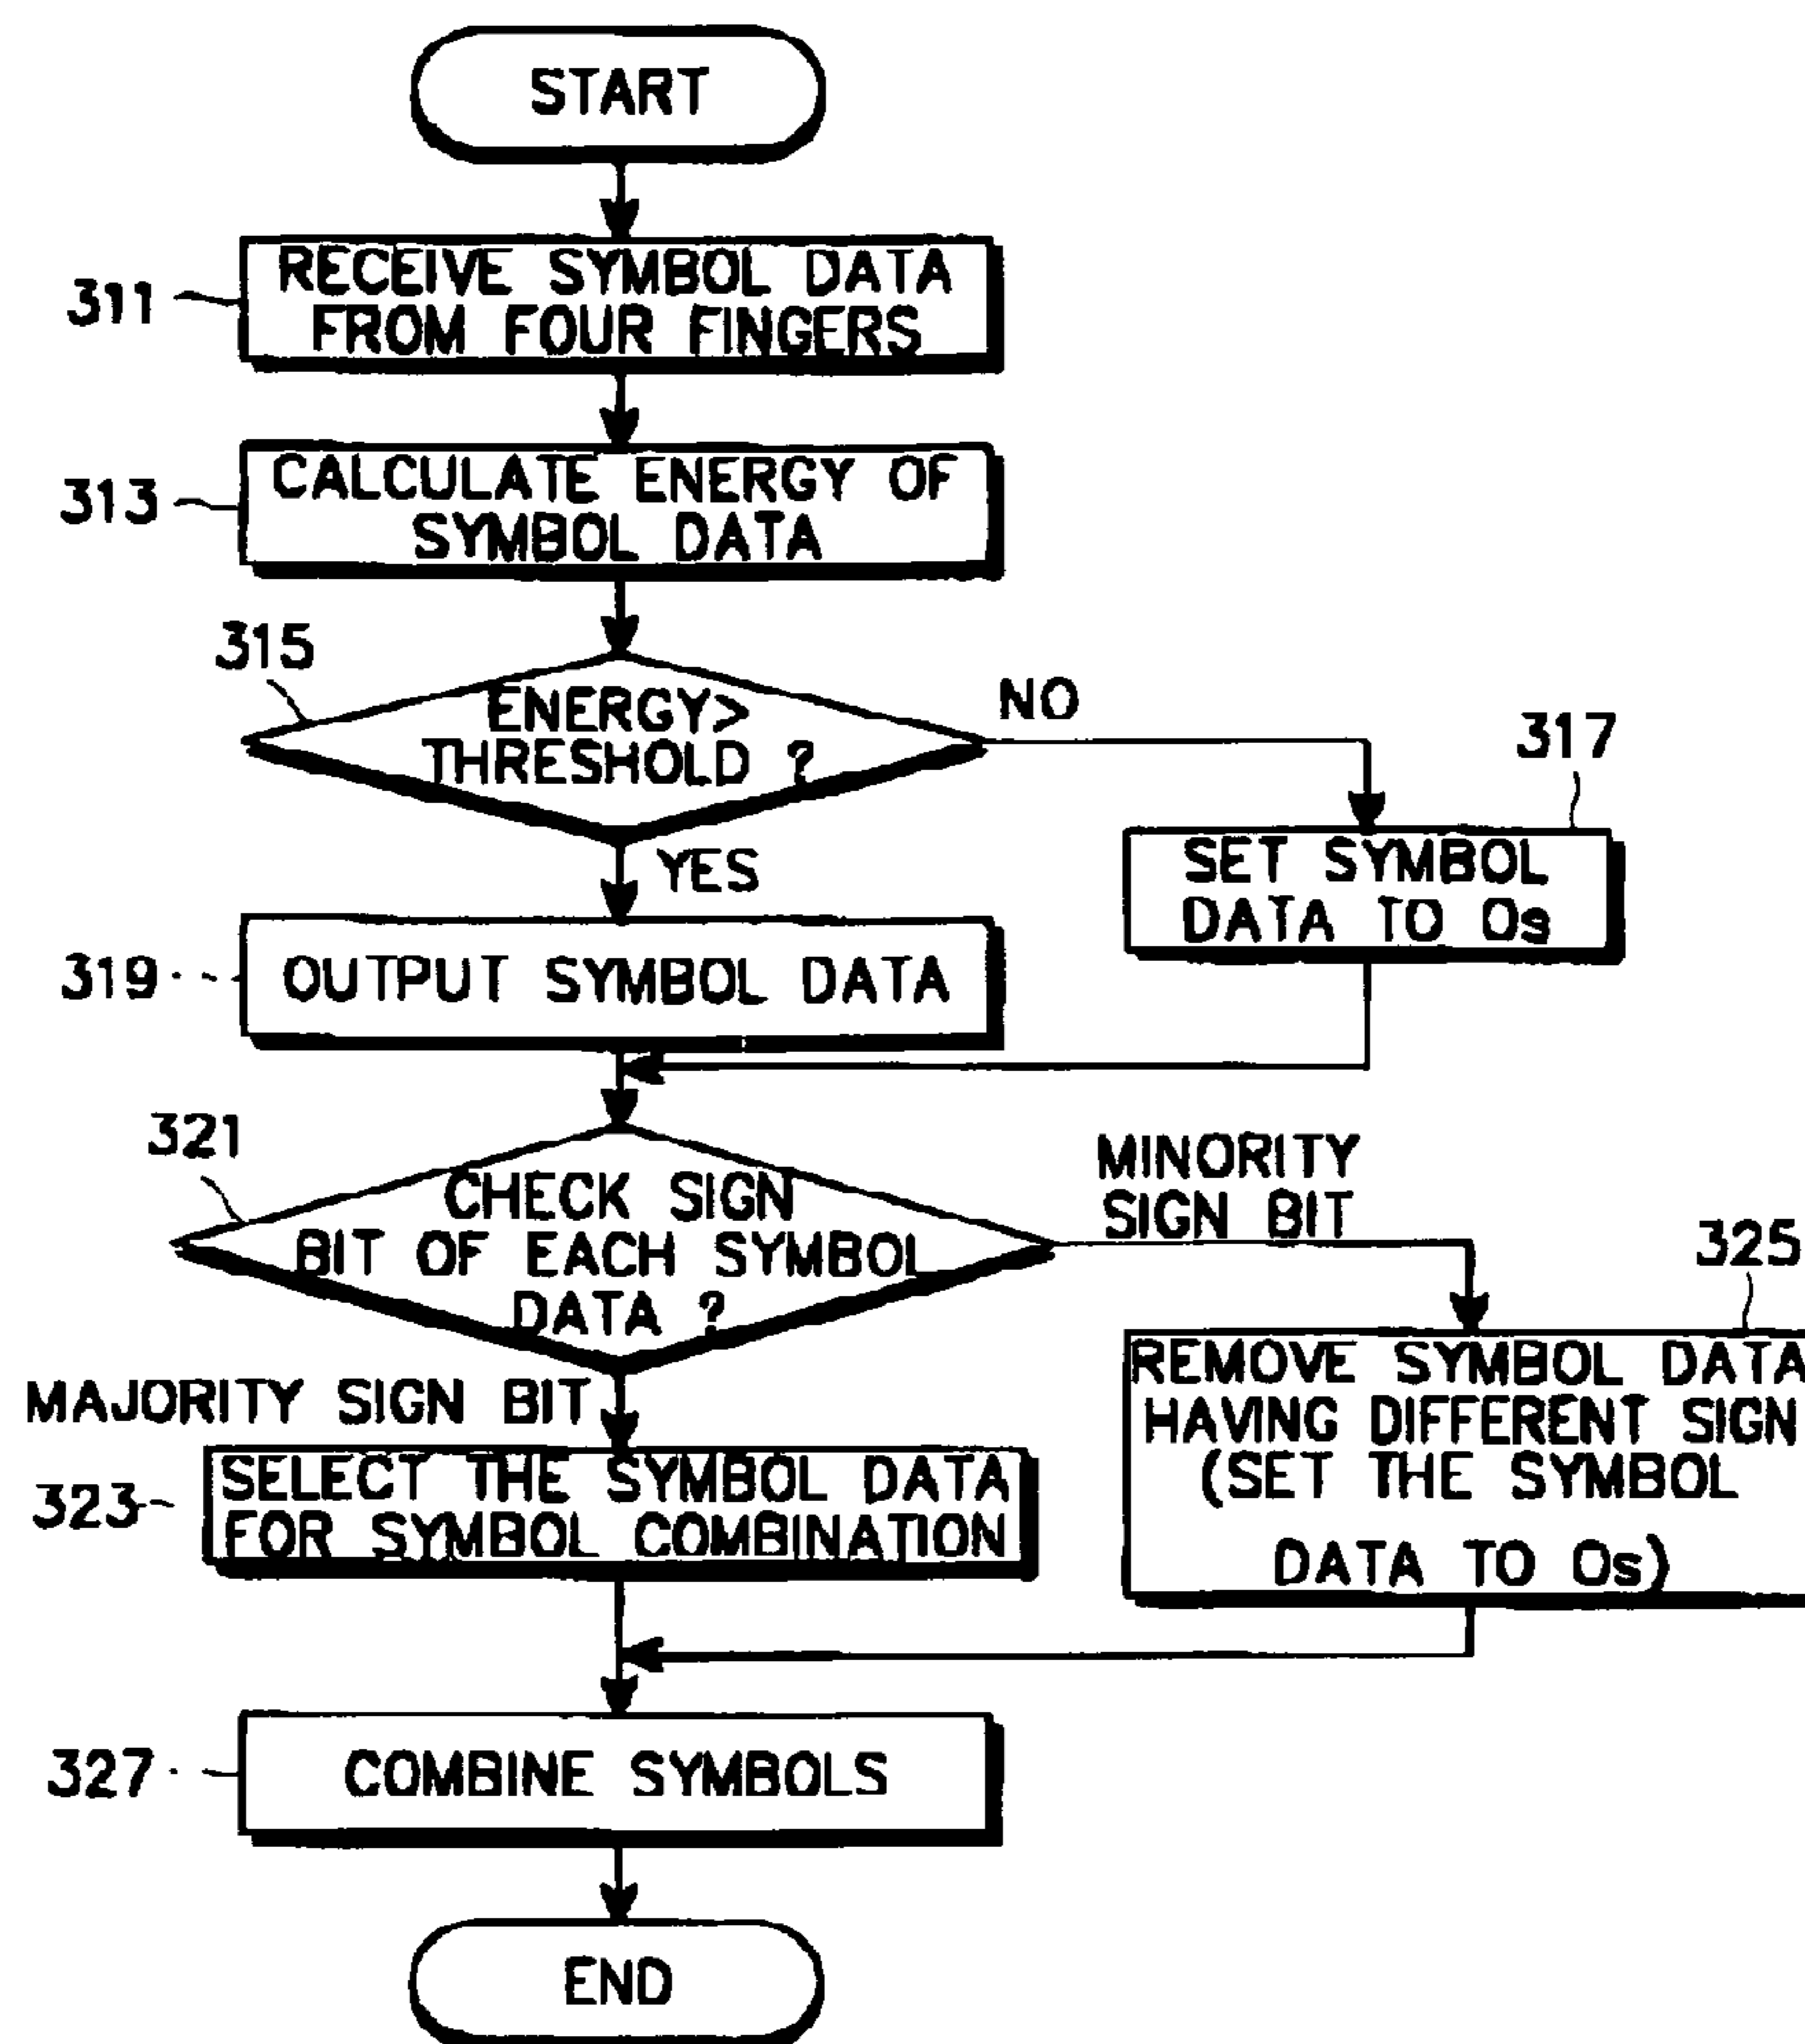 START
311
RECEIVE SYMBOL DATA
FROM FOUR FINGERS
313
CALCULATE ENERGY OF
SYMBOL DATA
315
ENERGY>
THRESHOLD ?
NO
317
SET SYMBOL
DATA TO 0s
YES
319
OUTPUT SYMBOL DATA
321
CHECK SIGN
BIT OF EACH SYMBOL
DATA ?
MINORITY
SIGN BIT
325
REMOVE SYMBOL DATA
HAVING DIFFERENT SIGN
(SET THE SYMBOL
DATA TO 0s)
MAJORITY SIGN BIT
323
SELECT THE SYMBOL DATA
FOR SYMBOL COMBINATION
327
COMBINE SYMBOLS
END